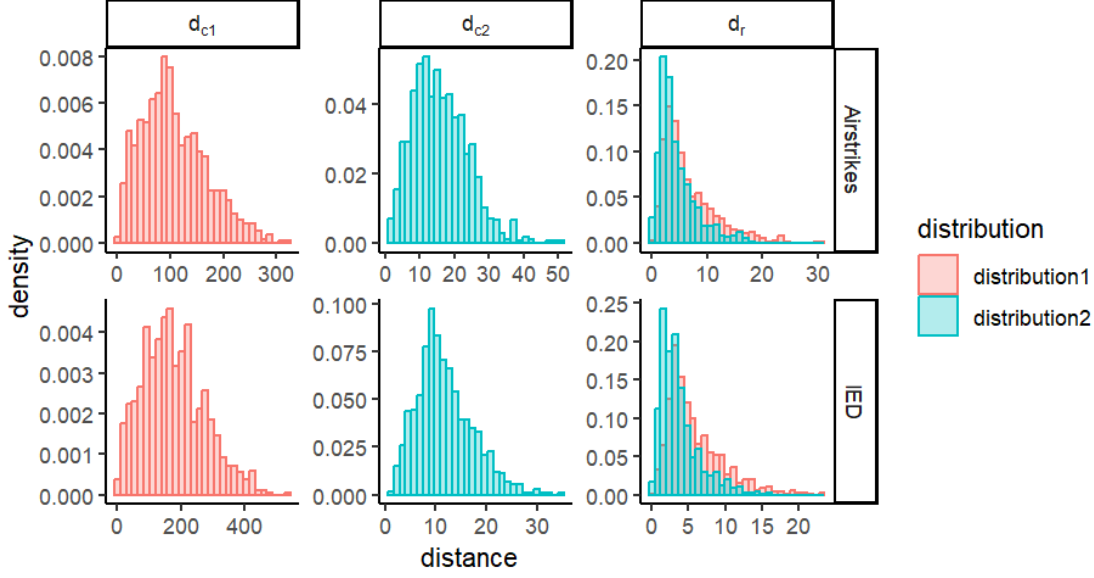 d_c1 d_c2 d_r
0.008
0.006
0.004
0.002
0.000
0.04
0.02
0.00
0.20
0.15
0.10
0.05
0.00
Airstrikes
0 100 200 300
0 10 20 30 40 50
0 10 20 30
density
0.004
0.003
0.002
0.001
0.000
0.100
0.075
0.050
0.025
0.000
0.25
0.20
0.15
0.10
0.05
0.00
IED
0 200 400
0 10 20 30
0 5 10 15 20
distance
distribution
distribution1
distribution2